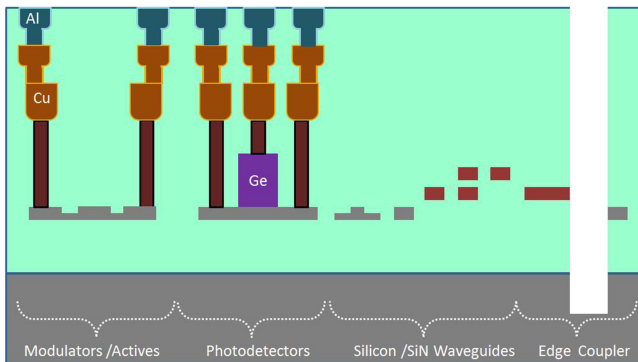 Al
Cu
Ge
Modulators /Actives
Photodetectors
Silicon /SiN Waveguides
Edge Coupler